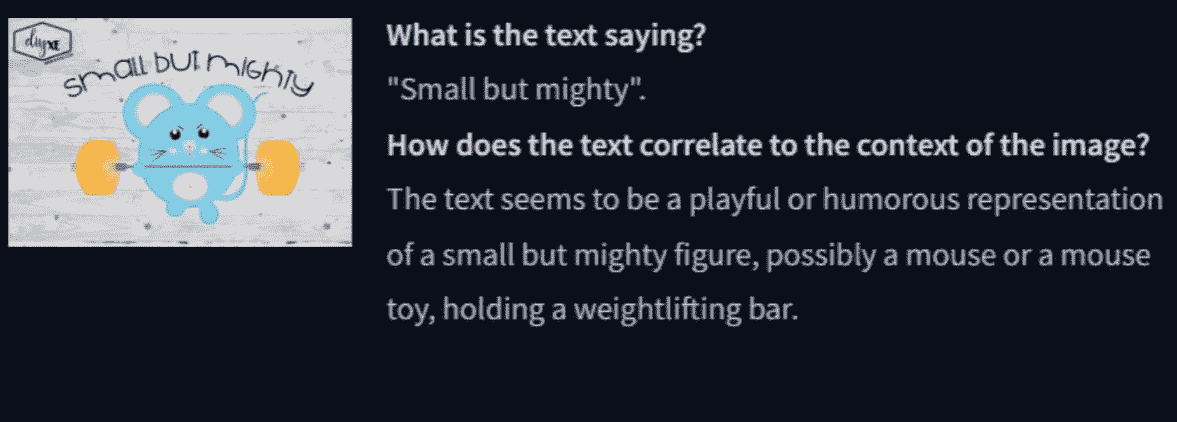 diyxe
small but mighty
What is the text saying?
"Small but mighty".
How does the text correlate to the context of the image?
The text seems to be a playful or humorous representation
of a small but mighty figure, possibly a mouse or a mouse
toy, holding a weightlifting bar.